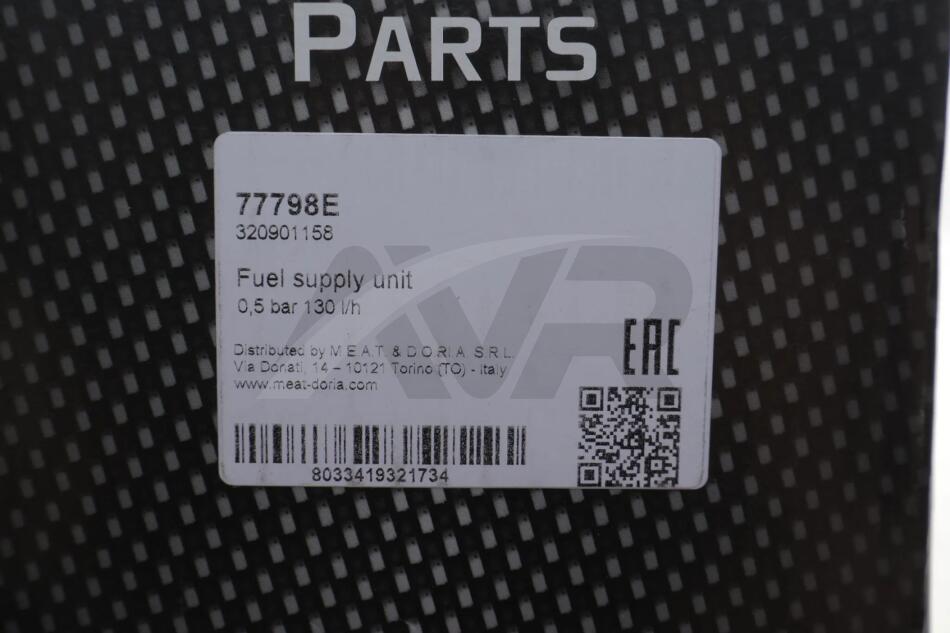 PARTS
77798E
320901158
Fuel supply unit
0,5 bar 130 l/h
Distributed by M.E.A.T. & D.O.R.I.A. S.R.L.
Via Donati, 14 – 10121 Torino (TO) - Italy
www.meat-doria.com
EAC
8033419321734
AVR